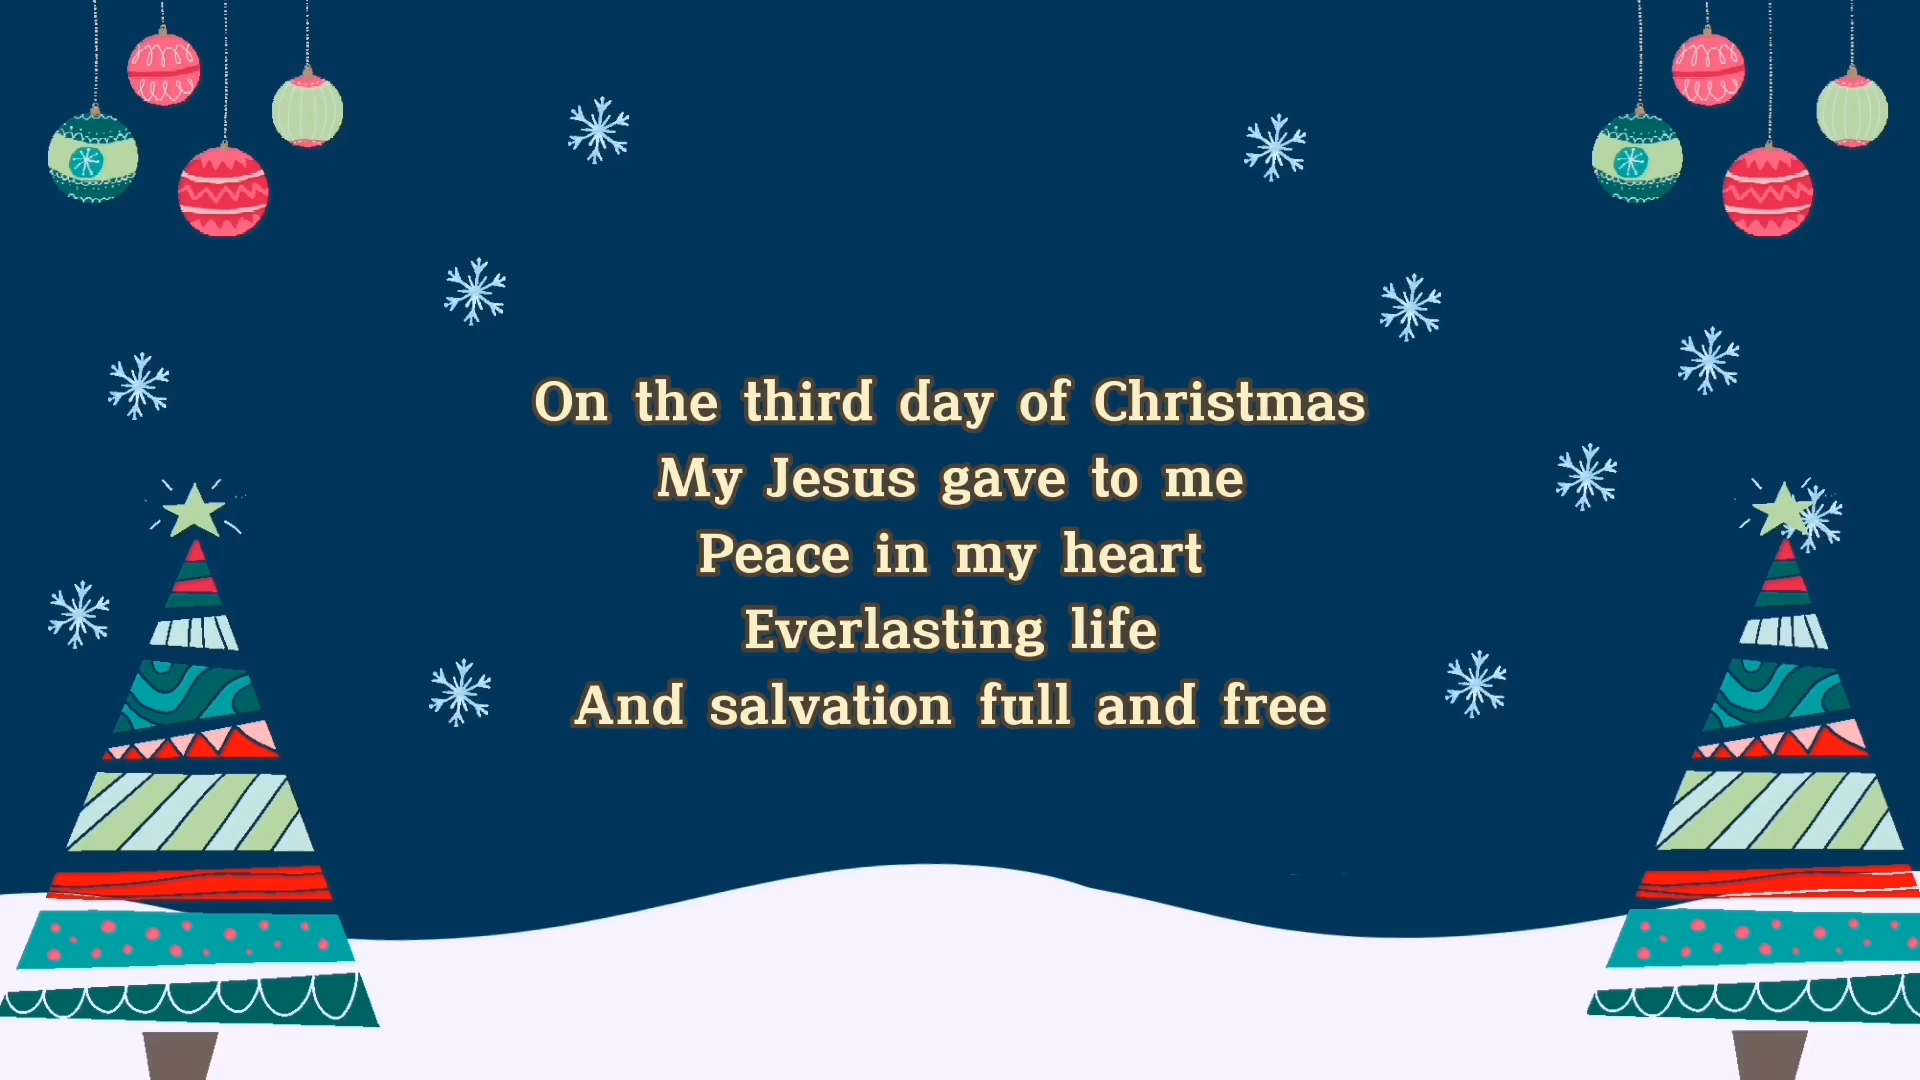 On the third day of Christmas
My Jesus gave to me
Peace in my heart
Everlasting life
And salvation full and free